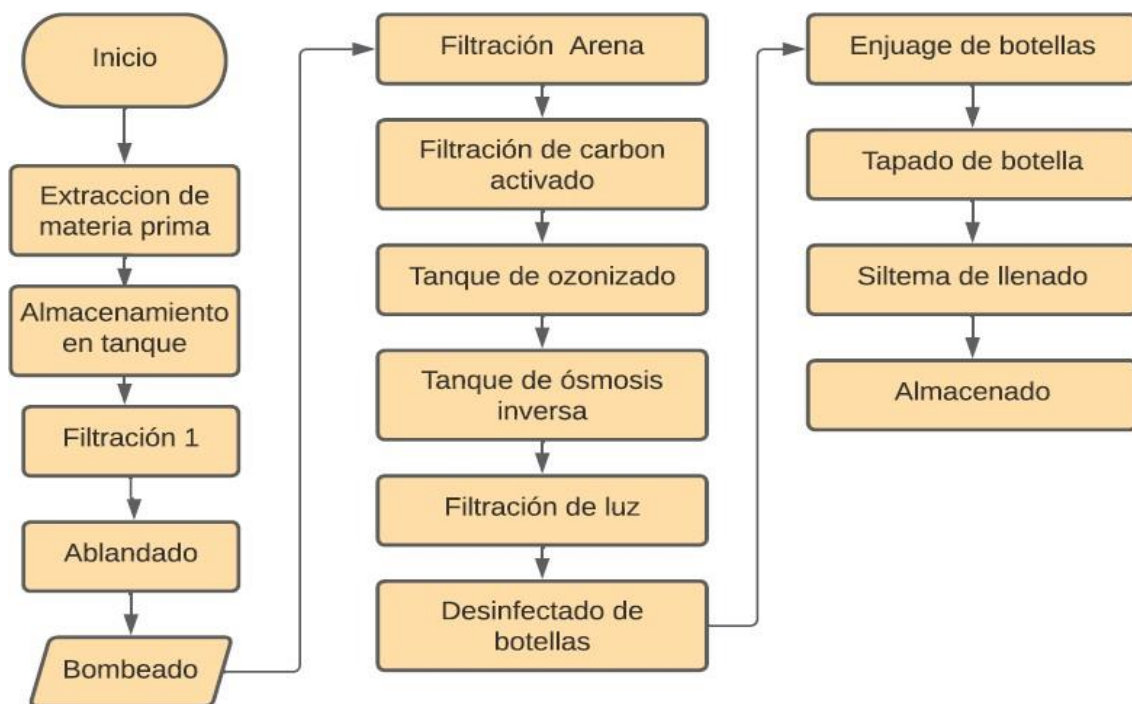 Inicio
Extraccion de
materia prima
Almacenamiento
en tanque
Filtración 1
Ablandado
Bombeado
Filtración Arena
Filtración de carbon
activado
Tanque de ozonizado
Tanque de ósmosis
inversa
Filtración de luz
Desinfectado de
botellas
Enjuage de botellas
Tapado de botella
Siltema de llenado
Almacenado